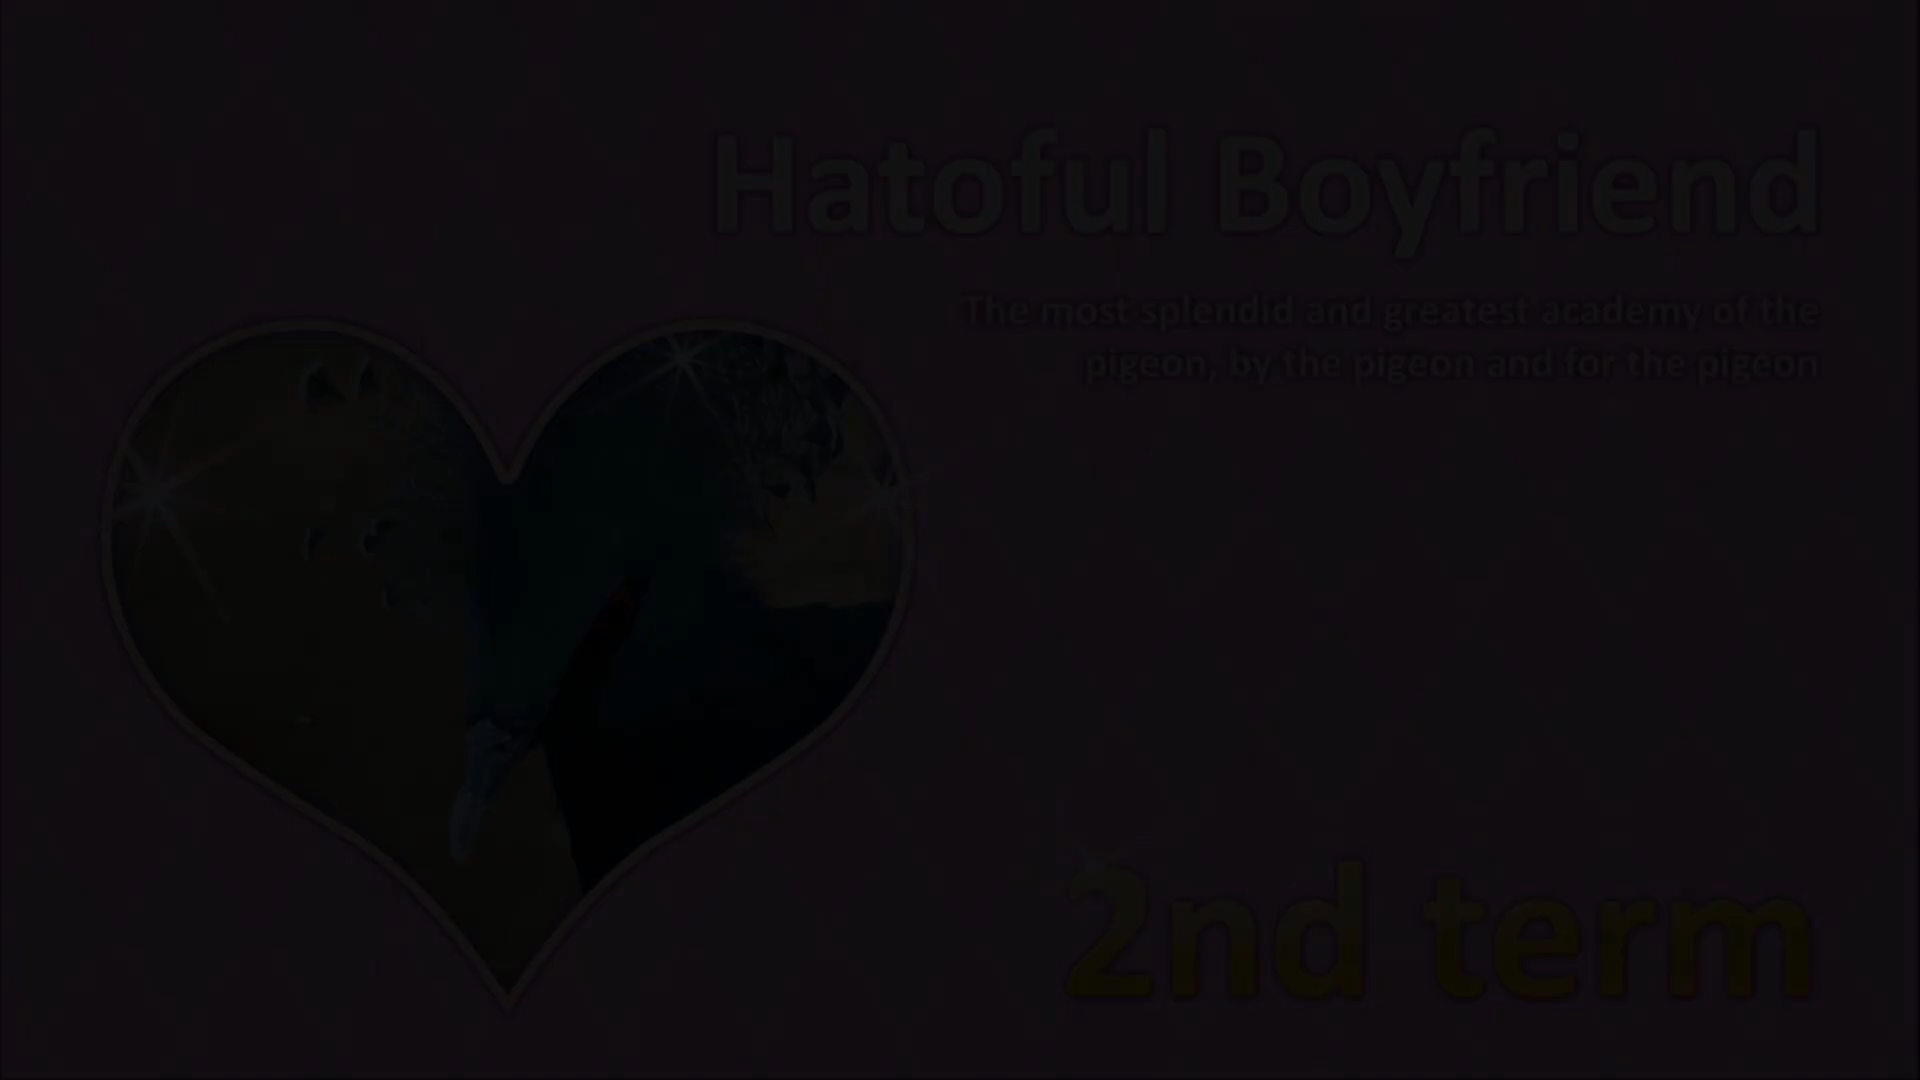 Hatoful Boyfriend
The most splendid and greatest academy of the
pigeon, by the pigeon and for the pigeon
2nd term